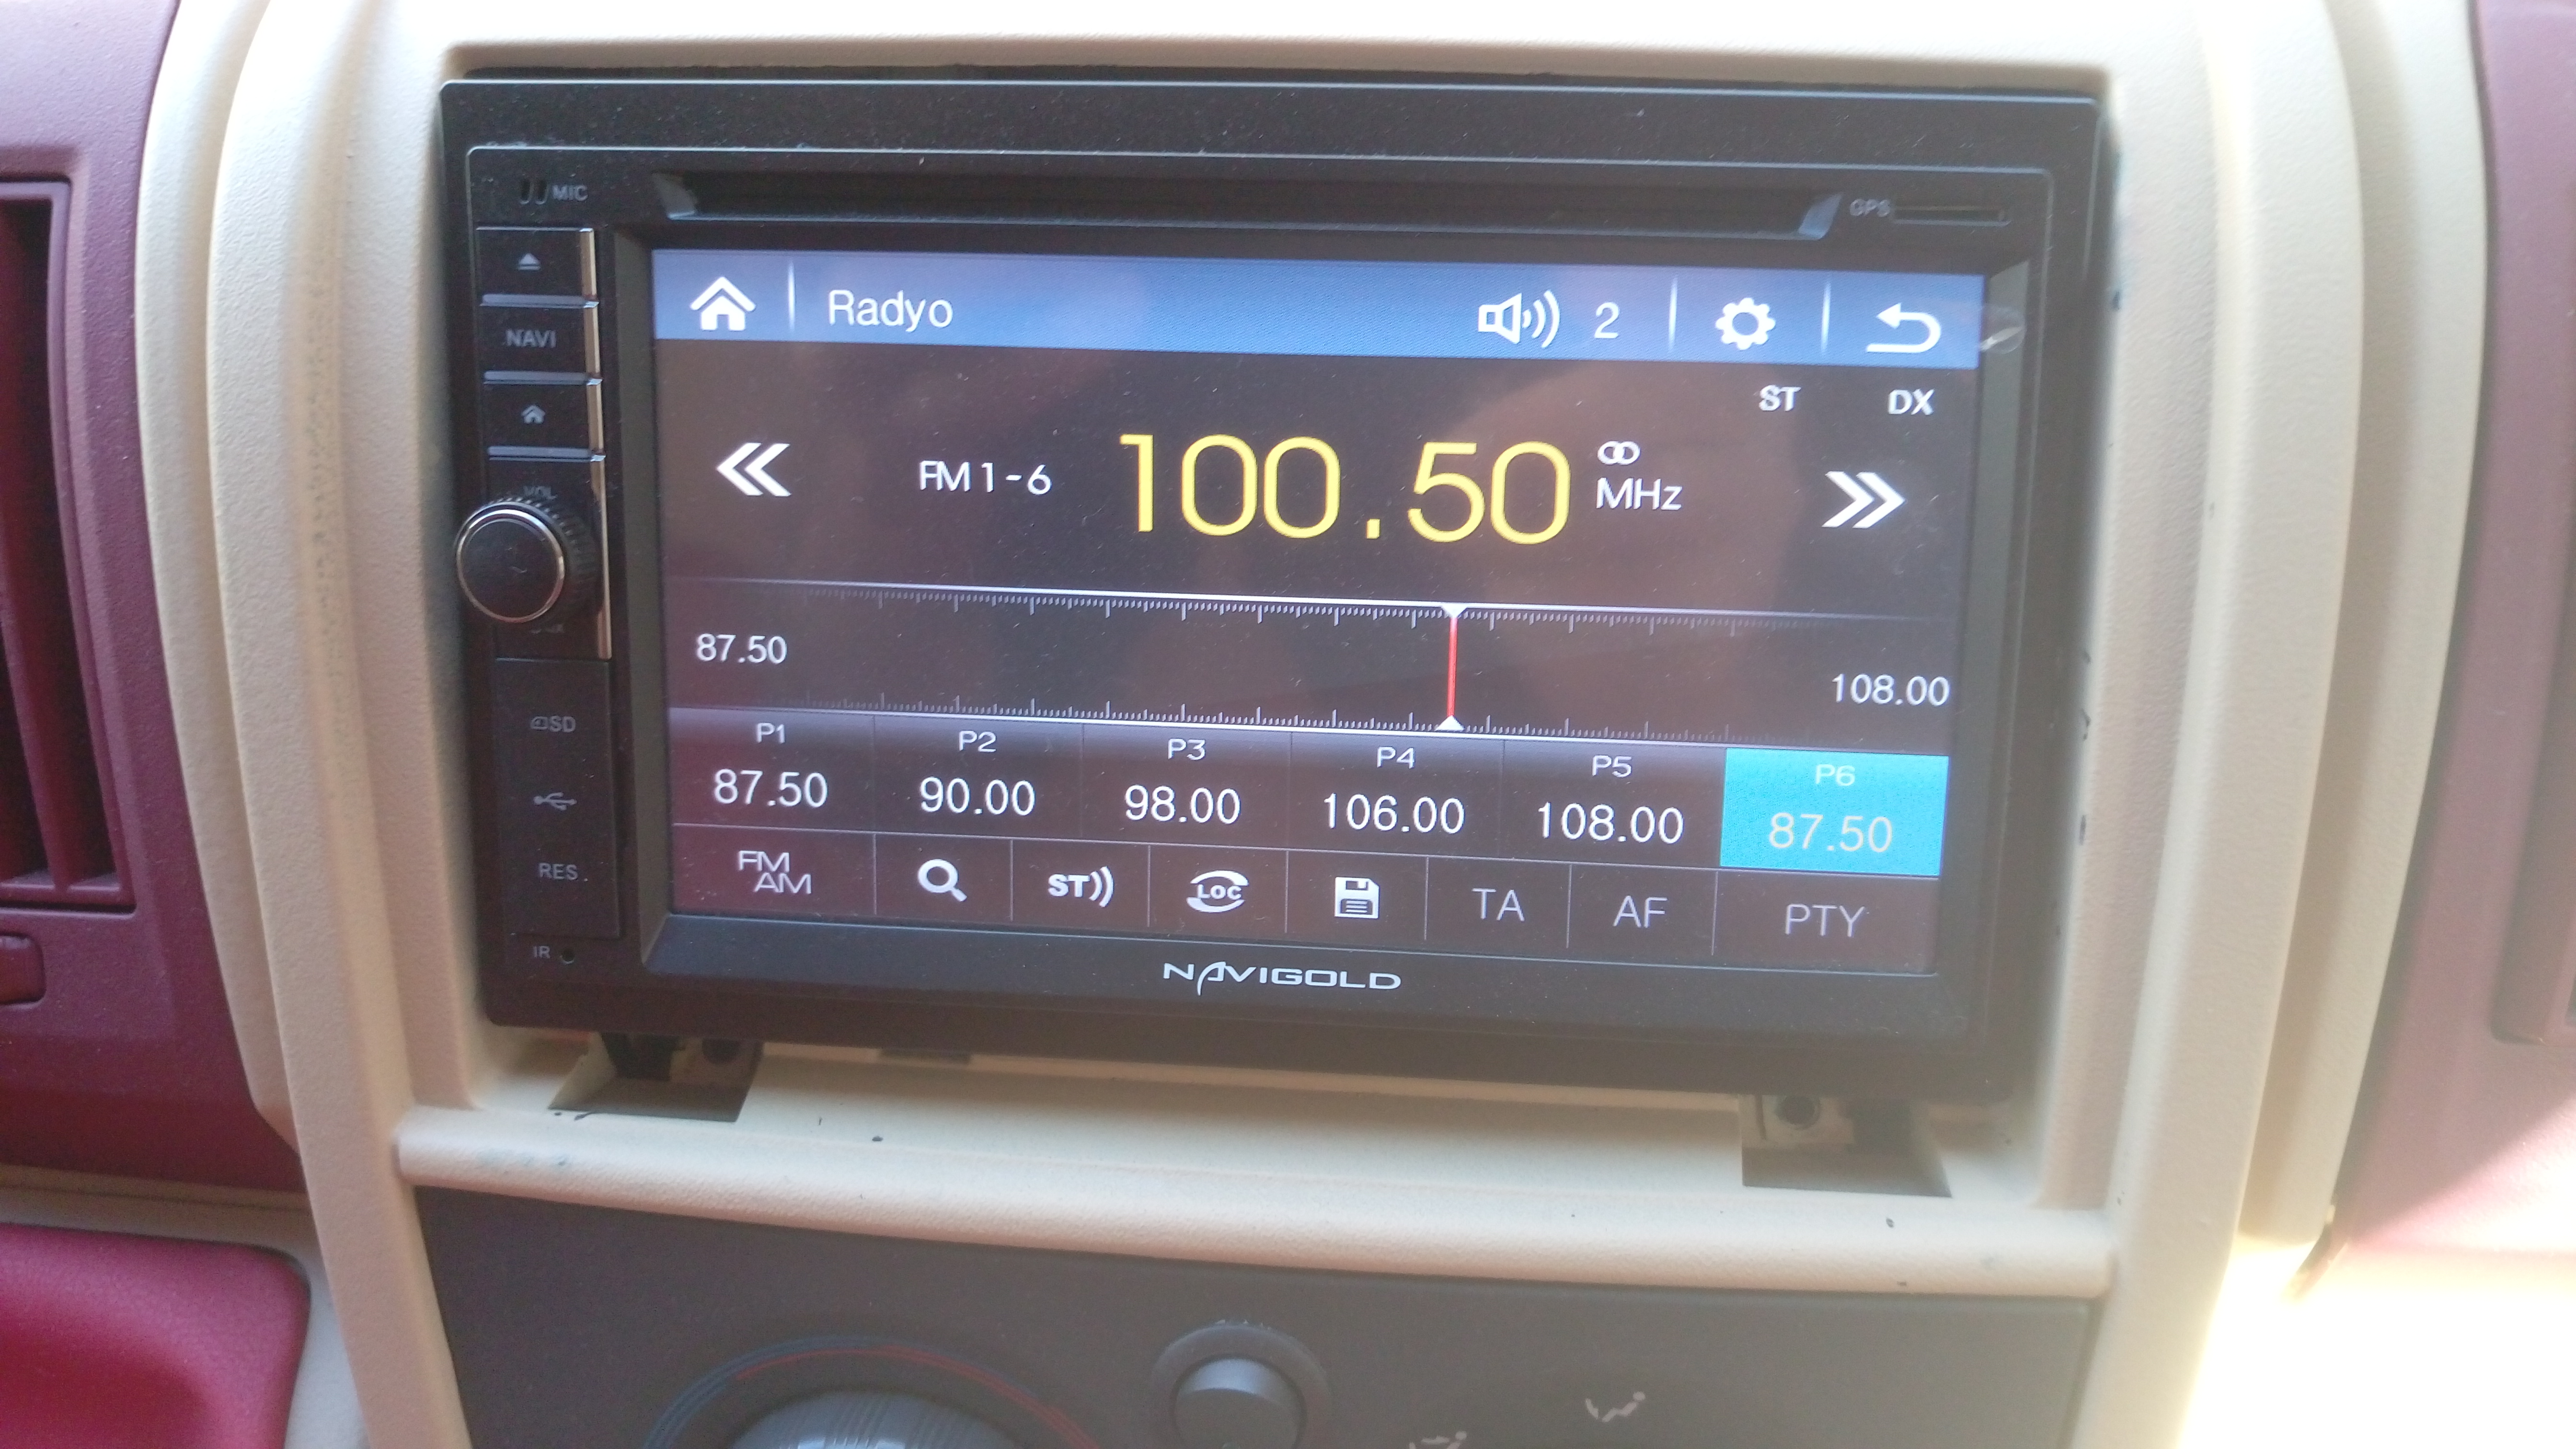 MIC
GPS
NAVI
VOL
SD
RES
IR
Radyo 2
ST DX
FM1-6 100.50 MHz
87.50 108.00
P1 P2 P3 P4 P5 P6
87.50 90.00 98.00 106.00 108.00 87.50
FM AM ST LOC TA AF PTY
NAVIGOLD